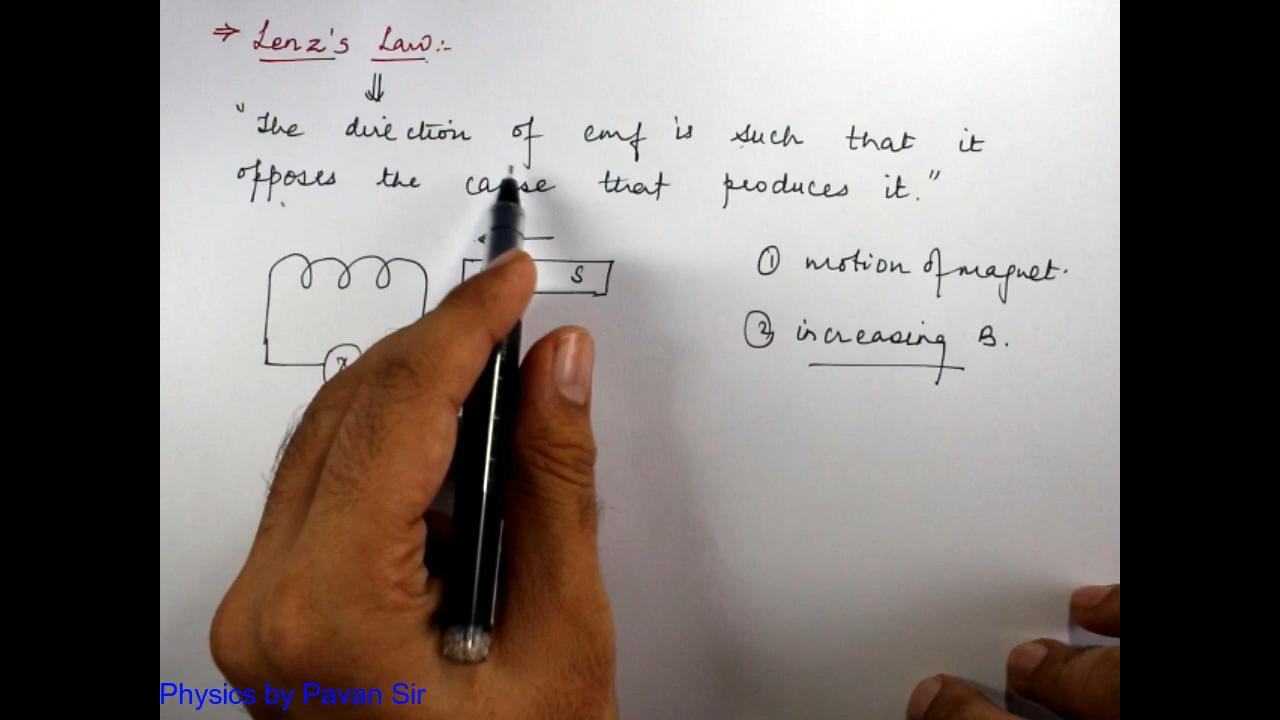 ⇒ Lenz's Law:-
"The direction of emf is such that it
opposes the cause that produces it."
S
① motion of magnet.
② increasing B.
Physics by Pavan Sir